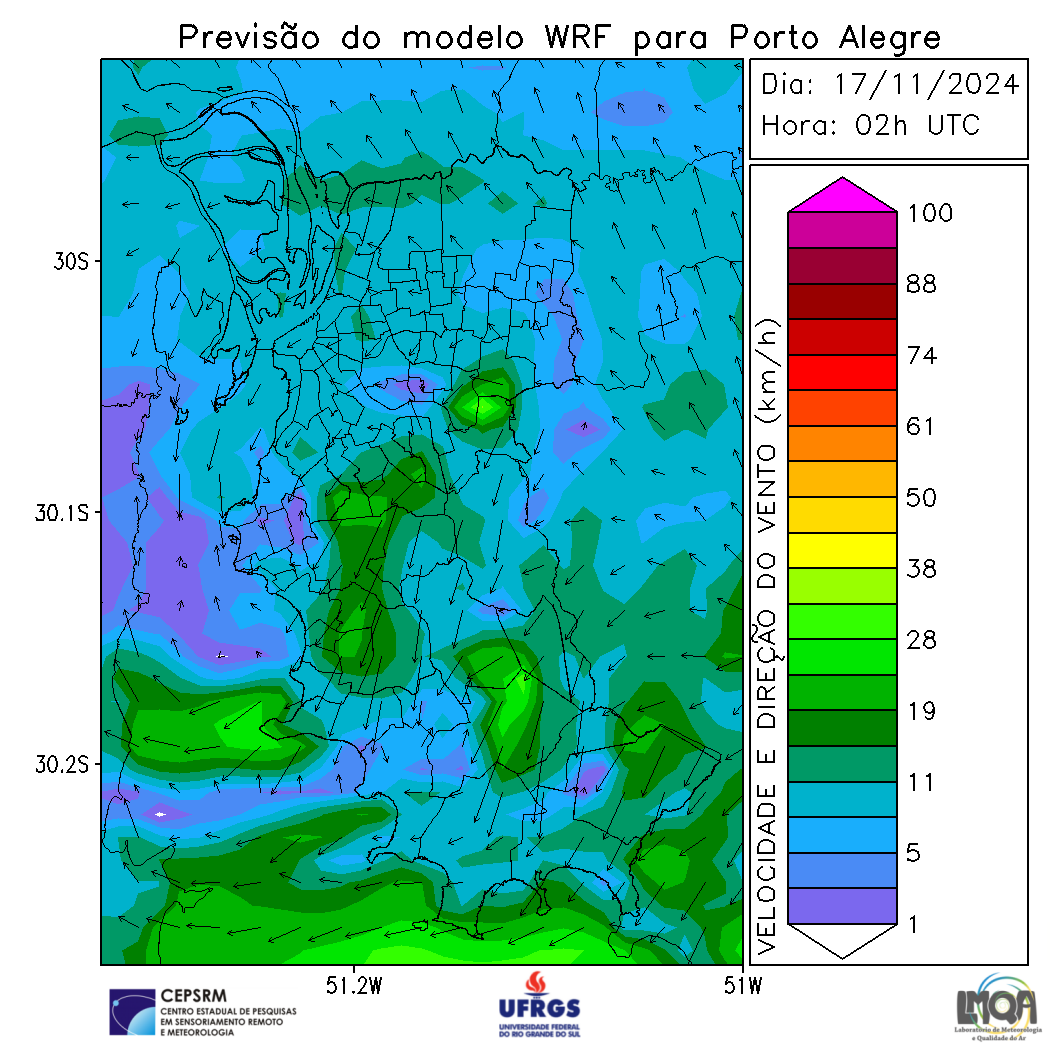 Previsão do modelo WRF para Porto Alegre
Dia: 17/11/2024
Hora: 02h UTC
30S
30.1S
30.2S
51.2W
51W
VELOCIDADE E DIREÇÃO DO VENTO (km/h)
100
88
74
61
50
38
28
19
11
5
1
CEPSRM
CENTRO ESTADUAL DE PESQUISAS
EM SENSORIAMENTO REMOTO
E METEOROLOGIA
UFRGS
UNIVERSIDADE FEDERAL
DO RIO GRANDE DO SUL
LMQA
Laboratório de Meteorologia
e Qualidade do Ar